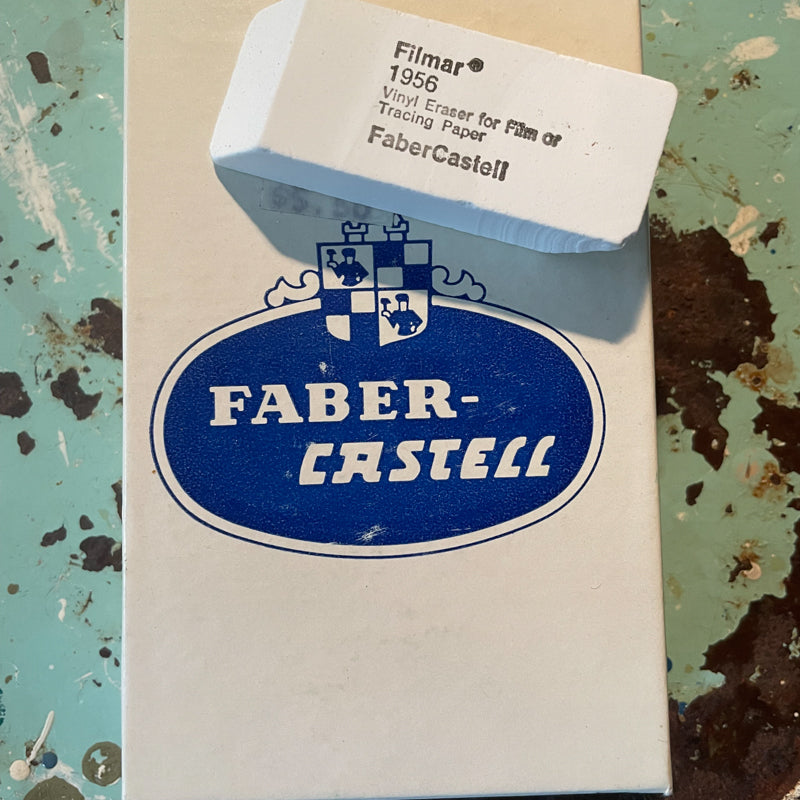 Filmar®
1956
Vinyl Eraser for Film or
Tracing Paper
FaberCastell
FABER-
CASTELL